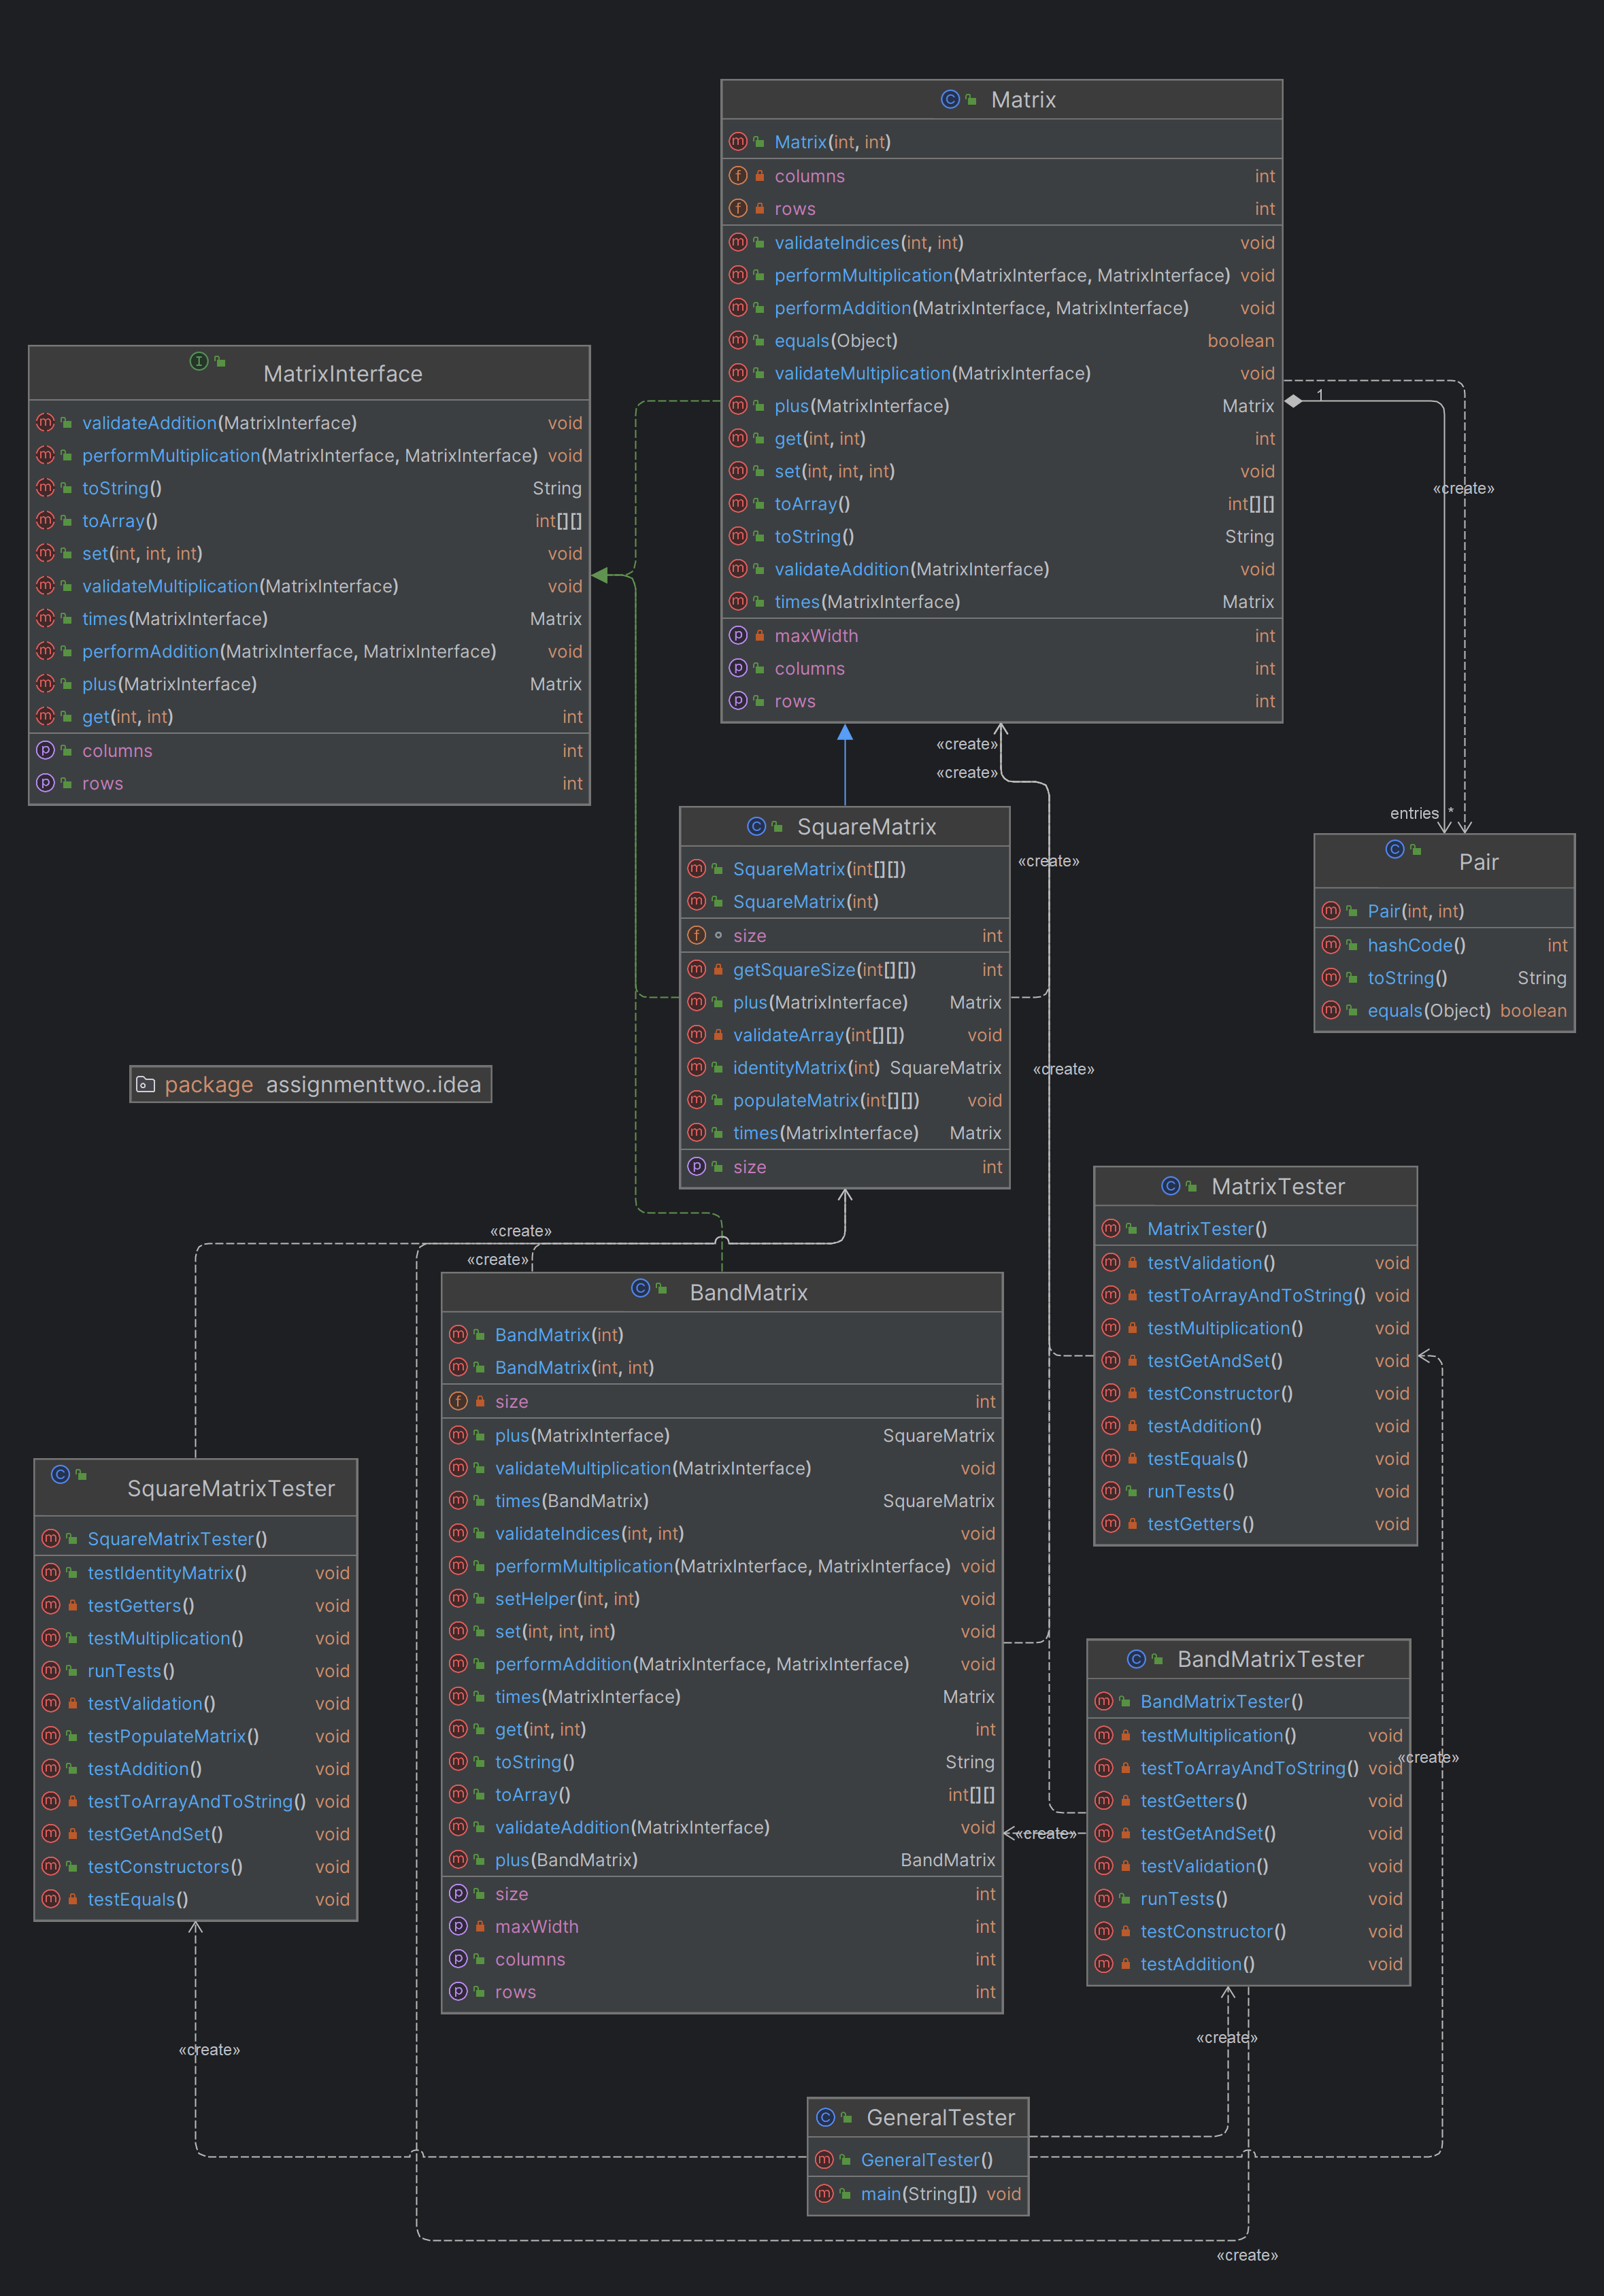 Matrix
Matrix(int, int)
columns int
rows int
validateIndices(int, int) void
performMultiplication(MatrixInterface, MatrixInterface) void
performAddition(MatrixInterface, MatrixInterface) void
equals(Object) boolean
validateMultiplication(MatrixInterface) void
plus(MatrixInterface) Matrix
get(int, int) int
set(int, int, int) void
toArray() int[][]
toString() String
validateAddition(MatrixInterface) void
times(MatrixInterface) Matrix
maxWidth int
columns int
rows int
MatrixInterface
validateAddition(MatrixInterface) void
performMultiplication(MatrixInterface, MatrixInterface) void
toString() String
toArray() int[][]
set(int, int, int) void
validateMultiplication(MatrixInterface) void
times(MatrixInterface) Matrix
performAddition(MatrixInterface, MatrixInterface) void
plus(MatrixInterface) Matrix
get(int, int) int
columns int
rows int
1
«create»
entries *
«create»
«create»
Pair
Pair(int, int)
hashCode() int
toString() String
equals(Object) boolean
SquareMatrix
SquareMatrix(int[][])
SquareMatrix(int)
size int
getSquareSize(int[][]) int
plus(MatrixInterface) Matrix
validateArray(int[][]) void
identityMatrix(int) SquareMatrix
populateMatrix(int[][]) void
times(MatrixInterface) Matrix
size int
«create»
«create»
package assignmenttwo..idea
MatrixTester
MatrixTester()
testValidation() void
testToArrayAndToString() void
testMultiplication() void
testGetAndSet() void
testConstructor() void
testAddition() void
testEquals() void
runTests() void
testGetters() void
«create»
«create»
BandMatrix
BandMatrix(int)
BandMatrix(int, int)
size int
plus(MatrixInterface) SquareMatrix
validateMultiplication(MatrixInterface) void
times(BandMatrix) SquareMatrix
validateIndices(int, int) void
performMultiplication(MatrixInterface, MatrixInterface) void
setHelper(int, int) void
set(int, int, int) void
performAddition(MatrixInterface, MatrixInterface) void
times(MatrixInterface) Matrix
get(int, int) int
toString() String
toArray() int[][]
validateAddition(MatrixInterface) void
plus(BandMatrix) BandMatrix
size int
maxWidth int
columns int
rows int
SquareMatrixTester
SquareMatrixTester()
testIdentityMatrix() void
testGetters() void
testMultiplication() void
runTests() void
testValidation() void
testPopulateMatrix() void
testAddition() void
testToArrayAndToString() void
testGetAndSet() void
testConstructors() void
testEquals() void
BandMatrixTester
BandMatrixTester()
testMultiplication() void
testToArrayAndToString() void
testGetters() void
testGetAndSet() void
testValidation() void
runTests() void
testConstructor() void
testAddition() void
«create»
«create»
«create»
«create»
GeneralTester
GeneralTester()
main(String[]) void
«create»